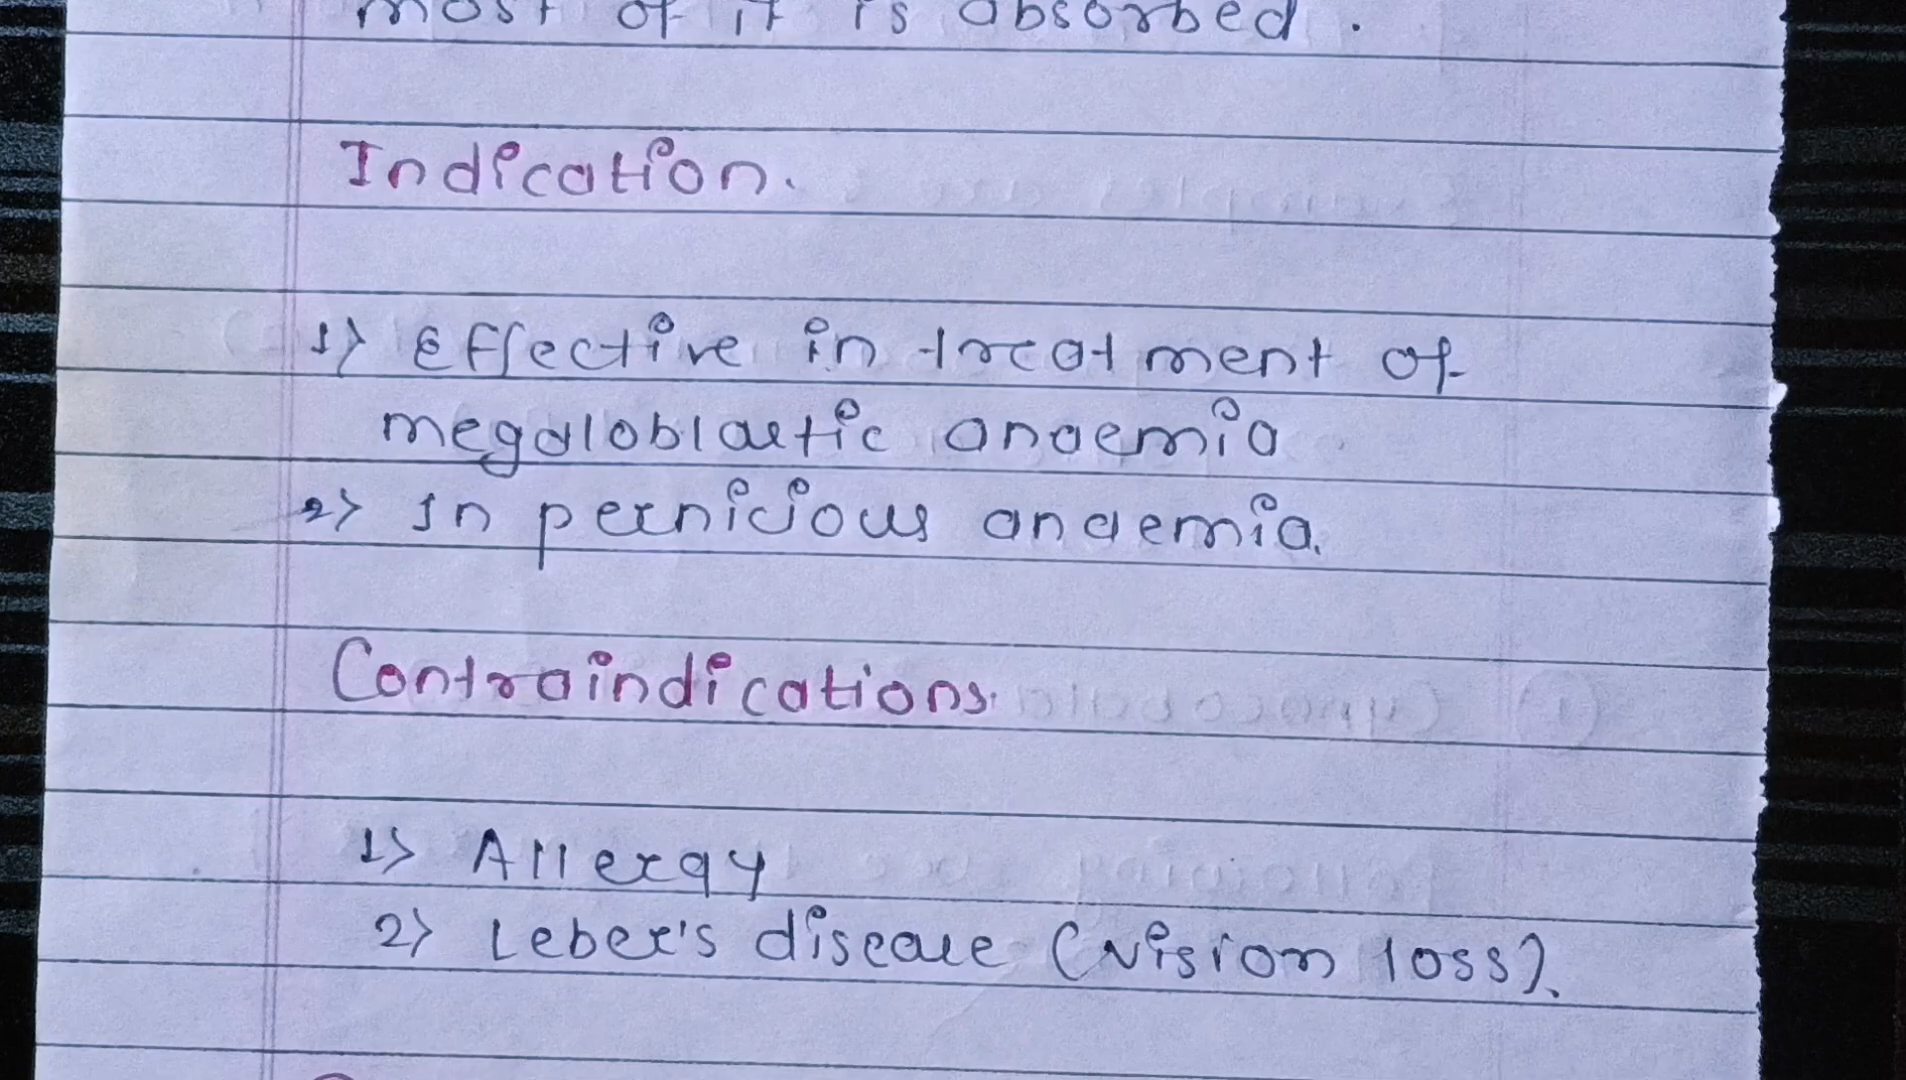 most of it is absorbed.
Indication.
1) Effective in treatment of
megaloblastic anaemia
2) In pernicious anaemia.
Contraindications.
1) Allergy
2) Leber's disease (vision loss).